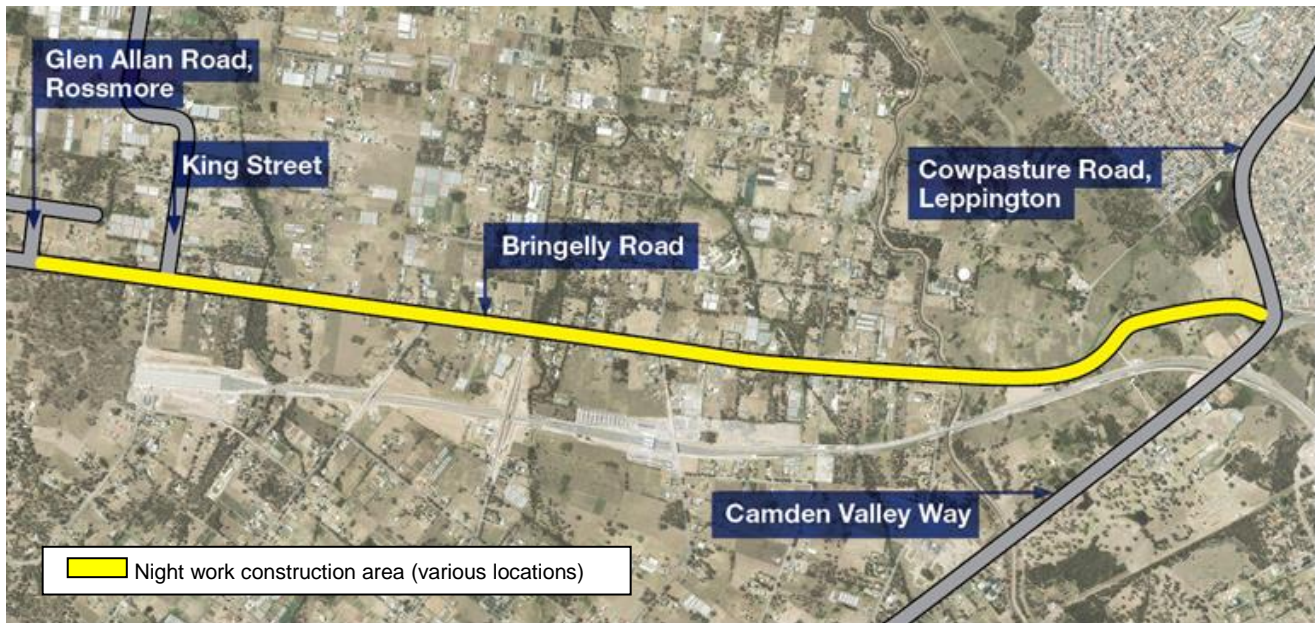 Glen Allan Road,
Rossmore
King Street
Cowpasture Road,
Leppington
Bringelly Road
Camden Valley Way
Night work construction area (various locations)